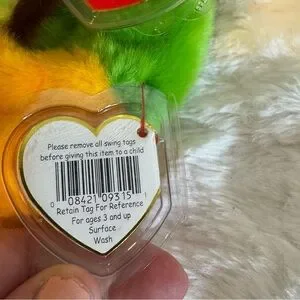 Please remove all swing tags
before giving this item to a child
0 08421 09315 1
Retain Tag For Reference
For ages 3 and up
Surface
Wash